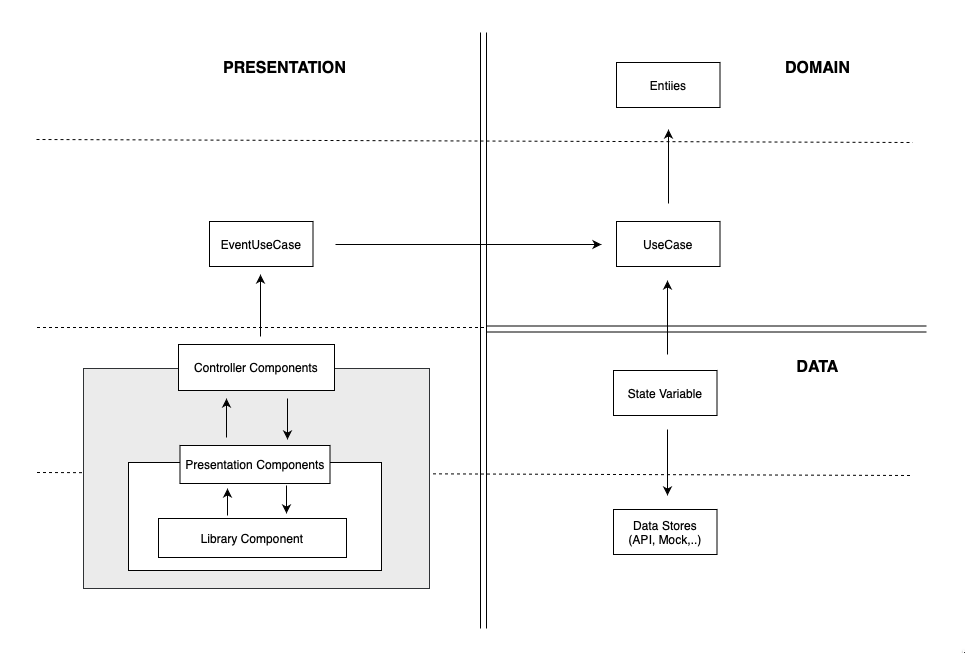 PRESENTATION
DOMAIN
Entiies
EventUseCase
UseCase
Controller Components
DATA
State Variable
Presentation Components
Library Component
Data Stores
(API, Mock,..)